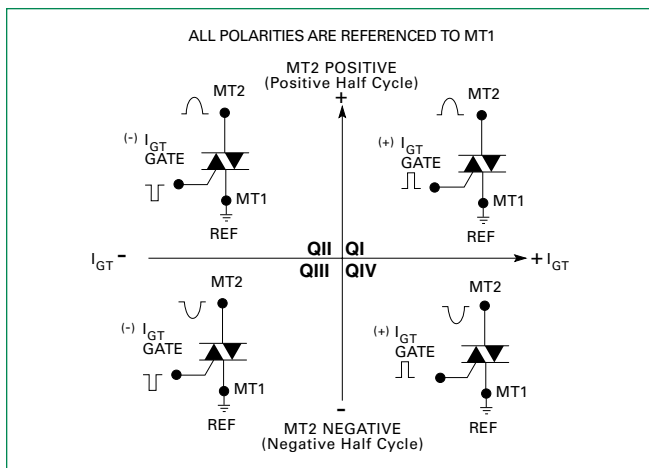 ALL POLARITIES ARE REFERENCED TO MT1
MT2 POSITIVE
(Positive Half Cycle)
+
MT2
(-) IGT
GATE
MT1
REF
MT2
(+) IGT
GATE
MT1
REF
IGT -
QII QI
QIII QIV
+ IGT
MT2
(-) IGT
GATE
MT1
REF
MT2
(+) IGT
GATE
MT1
REF
-
MT2 NEGATIVE
(Negative Half Cycle)